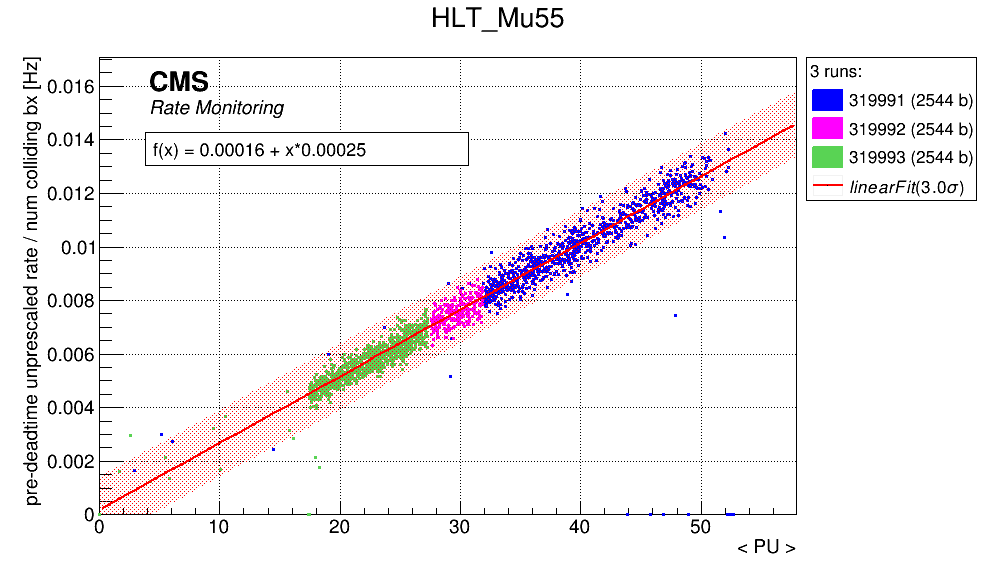 HLT_Mu55
pre-deadtime unprescaled rate / num colliding bx [Hz]
0.016
0.014
0.012
0.01
0.008
0.006
0.004
0.002
0
CMS
Rate Monitoring
f(x) = 0.00016 + x*0.00025
0 10 20 30 40 50
< PU >
3 runs:
319991 (2544 b)
319992 (2544 b)
319993 (2544 b)
linearFit(3.0σ)